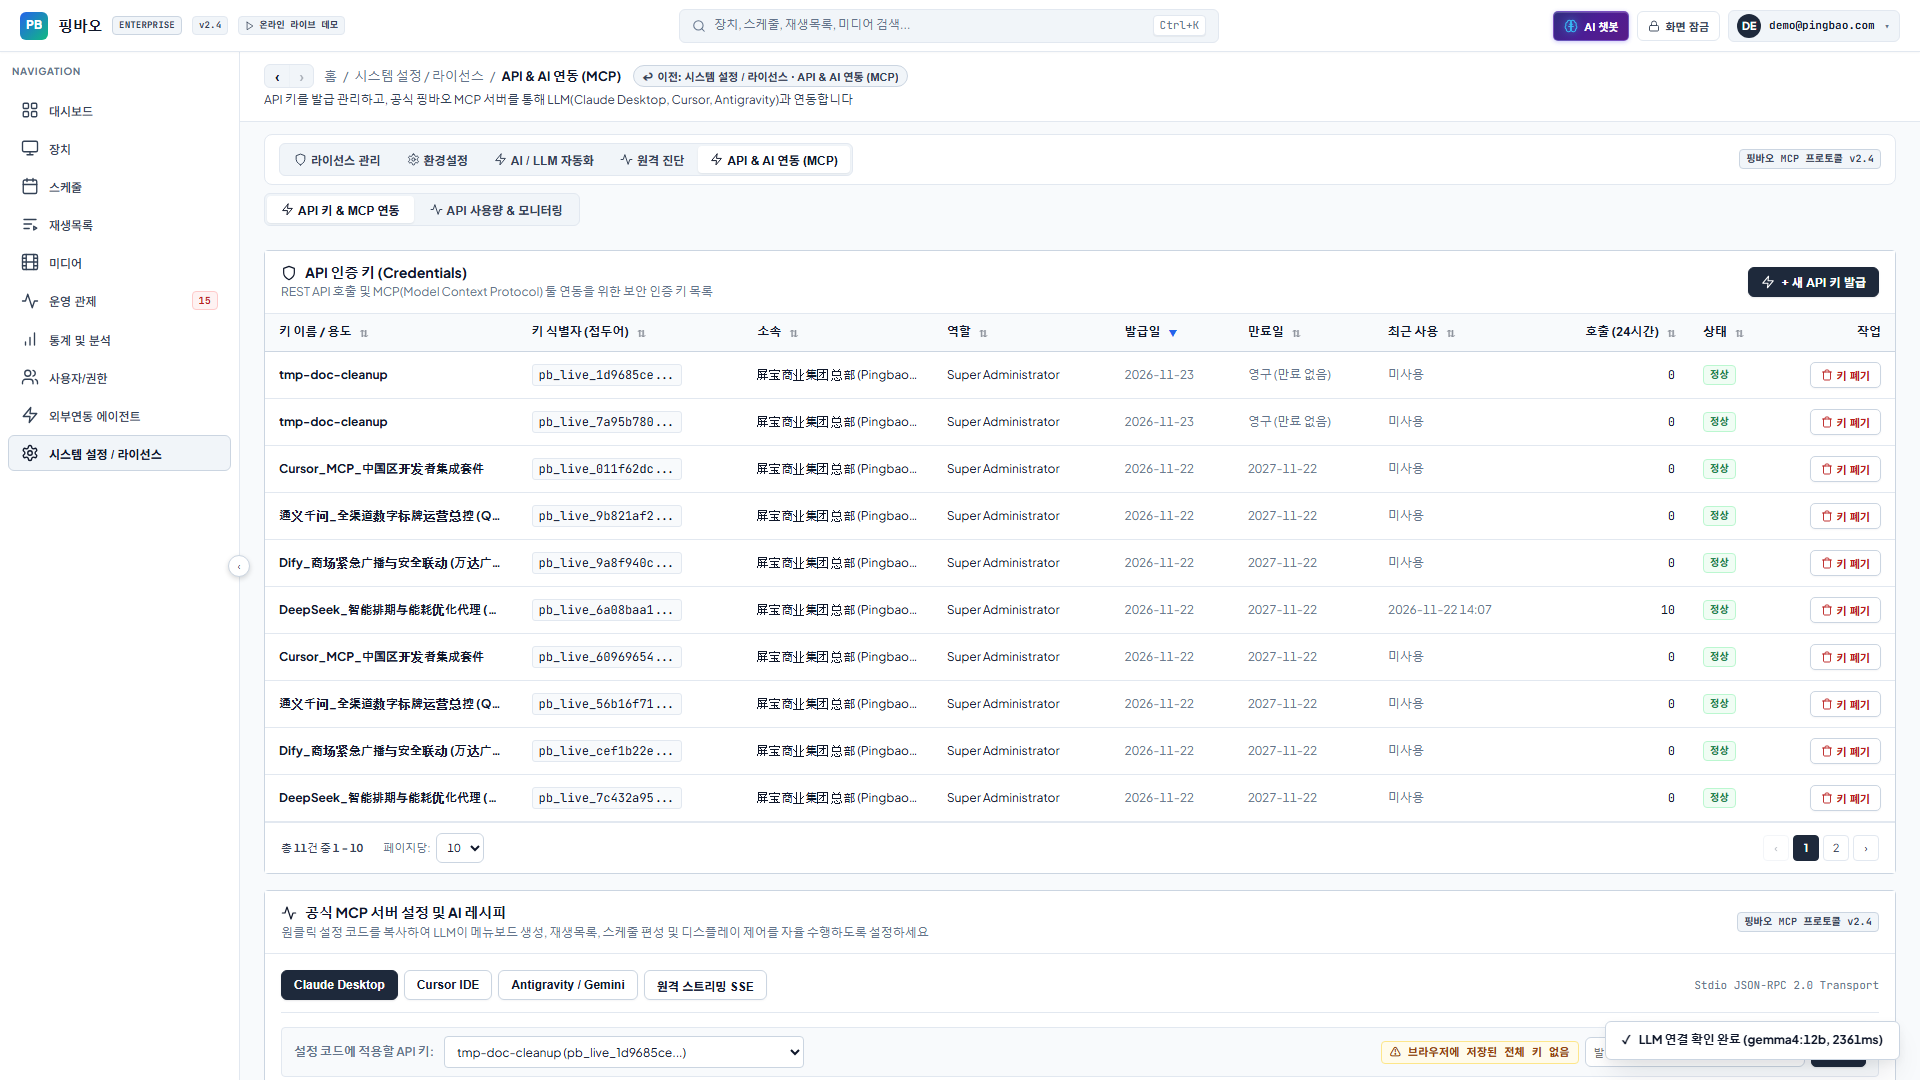 PB 핑바오 ENTERPRISE v2.4 ▷ 온라인 라이브 데모
장치, 스케줄, 재생목록, 미디어 검색... Ctrl+K
AI 챗봇 화면 잠금 DE demo@pingbao.com
NAVIGATION
대시보드
장치
스케줄
재생목록
미디어
운영 관제 15
통계 및 분석
사용자/권한
외부연동 에이전트
시스템 설정 / 라이선스
‹ › 홈 / 시스템 설정 / 라이선스 / API & AI 연동 (MCP) ↩ 이전: 시스템 설정 / 라이선스 · API & AI 연동 (MCP)
API 키를 발급 관리하고, 공식 핑바오 MCP 서버를 통해 LLM(Claude Desktop, Cursor, Antigravity)과 연동합니다
라이선스 관리 환경설정 AI / LLM 자동화 원격 진단 API & AI 연동 (MCP) 핑바오 MCP 프로토콜 v2.4
API 키 & MCP 연동 API 사용량 & 모니터링
API 인증 키 (Credentials)
REST API 호출 및 MCP(Model Context Protocol) 툴 연동을 위한 보안 인증 키 목록
+ 새 API 키 발급
키 이름 / 용도 키 식별자 (접두어) 소속 역할 발급일 ▼ 만료일 최근 사용 호출 (24시간) 상태 작업
tmp-doc-cleanup pb_live_1d9685ce... 屏宝商业集团总部 (Pingbao... Super Administrator 2026-11-23 영구 (만료 없음) 미사용 0 정상 키 폐기
tmp-doc-cleanup pb_live_7a95b780... 屏宝商业集团总部 (Pingbao... Super Administrator 2026-11-23 영구 (만료 없음) 미사용 0 정상 키 폐기
Cursor_MCP_中国区开发者集成套件 pb_live_011f62dc... 屏宝商业集团总部 (Pingbao... Super Administrator 2026-11-22 2027-11-22 미사용 0 정상 키 폐기
通义千问_全渠道数字标牌运营总控 (Q... pb_live_9b821af2... 屏宝商业集团总部 (Pingbao... Super Administrator 2026-11-22 2027-11-22 미사용 0 정상 키 폐기
Dify_商场紧急广播与安全联动 (万达广... pb_live_9a8f940c... 屏宝商业集团总部 (Pingbao... Super Administrator 2026-11-22 2027-11-22 미사용 0 정상 키 폐기
DeepSeek_智能排期与能耗优化代理 (... pb_live_6a08baa1... 屏宝商业集团总部 (Pingbao... Super Administrator 2026-11-22 2027-11-22 2026-11-22 14:07 10 정상 키 폐기
Cursor_MCP_中国区开发者集成套件 pb_live_60969654... 屏宝商业集团总部 (Pingbao... Super Administrator 2026-11-22 2027-11-22 미사용 0 정상 키 폐기
通义千问_全渠道数字标牌运营总控 (Q... pb_live_56b16f71... 屏宝商业集团总部 (Pingbao... Super Administrator 2026-11-22 2027-11-22 미사용 0 정상 키 폐기
Dify_商场紧急广播与安全联动 (万达广... pb_live_cef1b22e... 屏宝商业集团总部 (Pingbao... Super Administrator 2026-11-22 2027-11-22 미사용 0 정상 키 폐기
DeepSeek_智能排期与能耗优化代理 (... pb_live_7c432a95... 屏宝商业集团总部 (Pingbao... Super Administrator 2026-11-22 2027-11-22 미사용 0 정상 키 폐기
총 11건 중 1 - 10 페이지당: 10 ‹ 1 2 ›
공식 MCP 서버 설정 및 AI 레시피
원클릭 설정 코드를 복사하여 LLM이 메뉴보드 생성, 재생목록, 스케줄 편성 및 디스플레이 제어를 자율 수행하도록 설정하세요
핑바오 MCP 프로토콜 v2.4
Claude Desktop Cursor IDE Antigravity / Gemini 원격 스트리밍 SSE Stdio JSON-RPC 2.0 Transport
설정 코드에 적용할 API 키: tmp-doc-cleanup (pb_live_1d9685ce...) ⚠ 브라우저에 저장된 전체 키 없음
✓ LLM 연결 확인 완료 (gemma4:12b, 2361ms)